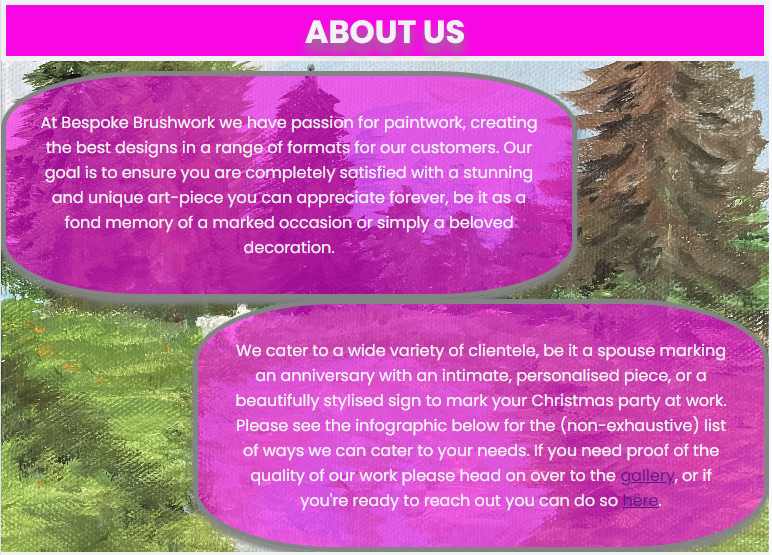 ABOUT US
At Bespoke Brushwork we have passion for paintwork, creating
the best designs in a range of formats for our customers. Our
goal is to ensure you are completely satisfied with a stunning
and unique art-piece you can appreciate forever, be it as a
fond memory of a marked occasion or simply a beloved
decoration.
We cater to a wide variety of clientele, be it a spouse marking
an anniversary with an intimate, personalised piece, or a
beautifully stylised sign to mark your Christmas party at work.
Please see the infographic below for the (non-exhaustive) list
of ways we can cater to your needs. If you need proof of the
quality of our work please head on over to the gallery, or if
you're ready to reach out you can do so here.